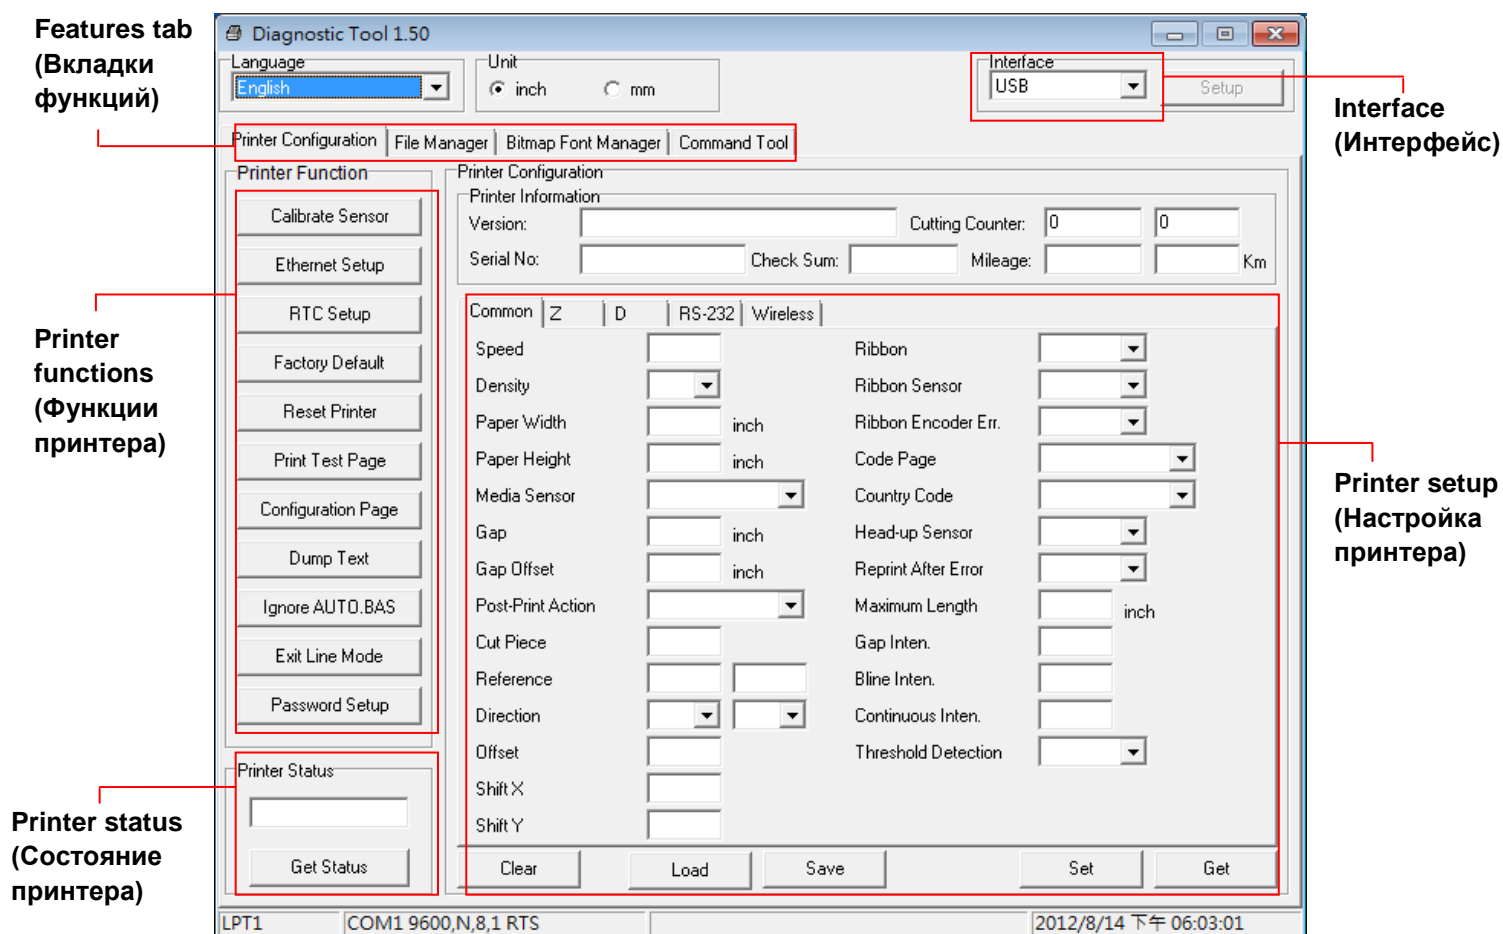 Features tab
(Вкладки
функций)
Diagnostic Tool 1.50
Language
English
Unit
inch
mm
Interface
USB
Setup
Interface
(Интерфейс)
Printer Configuration
File Manager
Bitmap Font Manager
Command Tool
Printer Function
Calibrate Sensor
Ethernet Setup
RTC Setup
Factory Default
Reset Printer
Print Test Page
Configuration Page
Dump Text
Ignore AUTO.BAS
Exit Line Mode
Password Setup
Printer
functions
(Функции
принтера)
Printer Configuration
Printer Information
Version:
Cutting Counter:
0
0
Serial No:
Check Sum:
Mileage:
Km
Common
Z
D
RS-232
Wireless
Speed
Ribbon
Density
Ribbon Sensor
Paper Width
inch
Ribbon Encoder Err.
Paper Height
inch
Code Page
Media Sensor
Country Code
Gap
inch
Head-up Sensor
Gap Offset
inch
Reprint After Error
Post-Print Action
Maximum Length
inch
Cut Piece
Gap Inten.
Reference
Bline Inten.
Direction
Continuous Inten.
Offset
Threshold Detection
Shift X
Shift Y
Clear
Load
Save
Set
Get
Printer setup
(Настройка
принтера)
Printer Status
Get Status
Printer status
(Состояние
принтера)
LPT1
COM1 9600,N,8,1 RTS
2012/8/14 下午 06:03:01